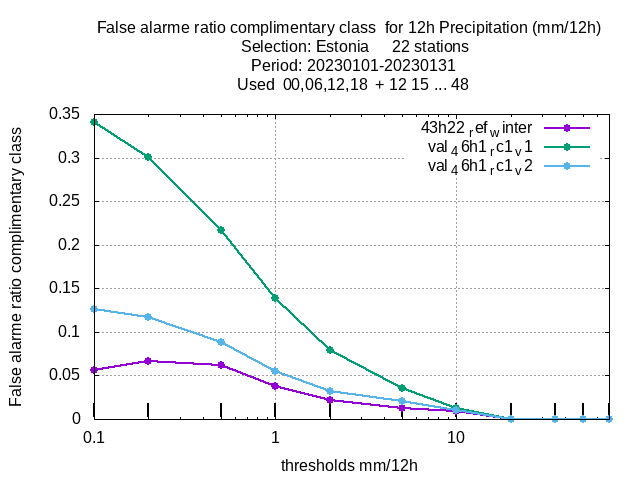 False alarme ratio complimentary class  for 12h Precipitation (mm/12h)
Selection: Estonia     22 stations
Period: 20230101-20230131
Used  00,06,12,18  + 12 15 ... 48
False alarme ratio complimentary class
0.35
0.3
0.25
0.2
0.15
0.1
0.05
0
43h22 r ef w inter
val 4 6h1 r c1 v 1
val 4 6h1 r c1 v 2
0.1 1 10
thresholds mm/12h